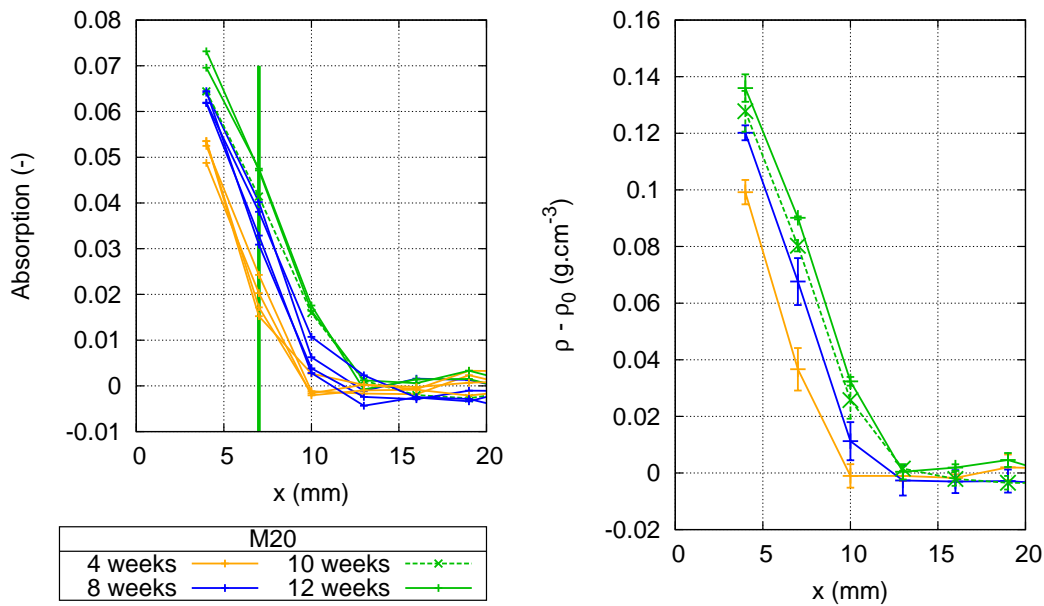 0.08
0.07
0.06
0.05
0.04
0.03
0.02
0.01
0
-0.01
Absorption (-)
0 5 10 15 20
x (mm)
0.16
0.14
0.12
0.1
0.08
0.06
0.04
0.02
0
-0.02
ρ - ρ₀ (g.cm⁻³)
0 5 10 15 20
x (mm)
M20
4 weeks 10 weeks
8 weeks 12 weeks